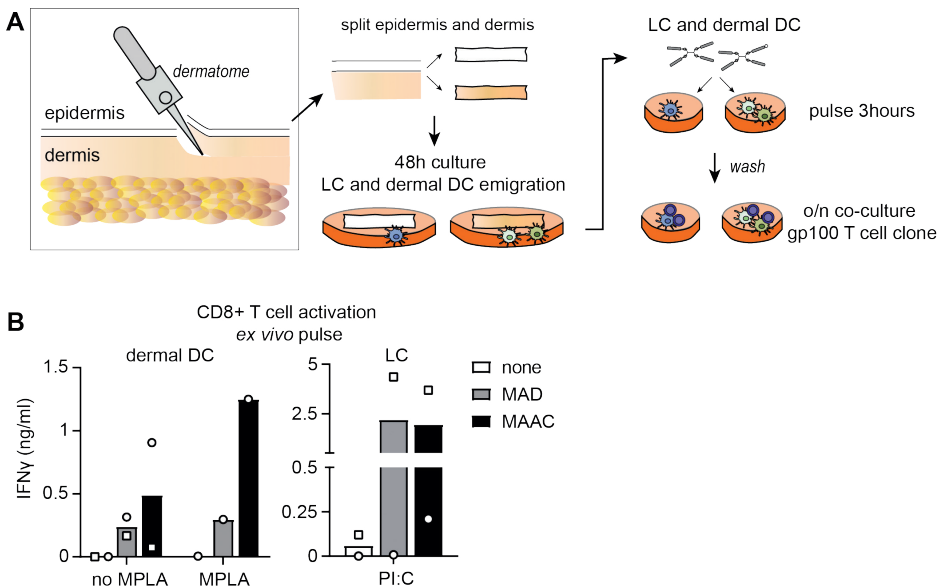 A
dermatome
epidermis
dermis
split epidermis and dermis
48h culture
LC and dermal DC emigration
LC and dermal DC
pulse 3hours
wash
o/n co-culture
gp100 T cell clone
B
CD8+ T cell activation
ex vivo pulse
dermal DC
LC
IFNγ (ng/ml)
1.5
1
0.5
0
no MPLA
MPLA
5
2.5
0.5
0.25
0
PI:C
none
MAD
MAAC